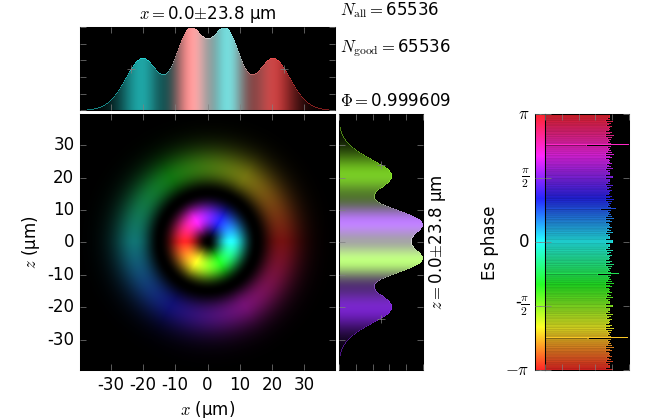 x = 0.0±23.8 μm
N_all = 65536
N_good = 65536
Φ = 0.999609
30
20
10
0
-10
-20
-30
z (μm)
-30 -20 -10 0 10 20 30
x (μm)
z = 0.0±23.8 μm
Es phase
π
π/2
0
-π/2
−π